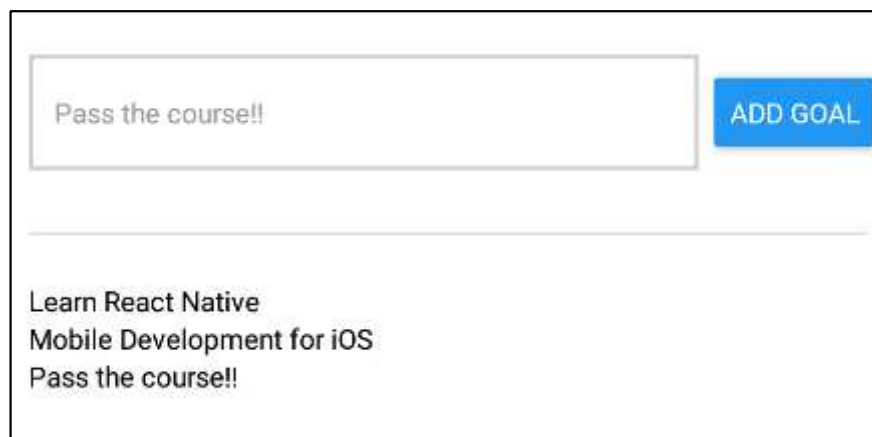 Pass the course!!
ADD GOAL
Learn React Native
Mobile Development for iOS
Pass the course!!